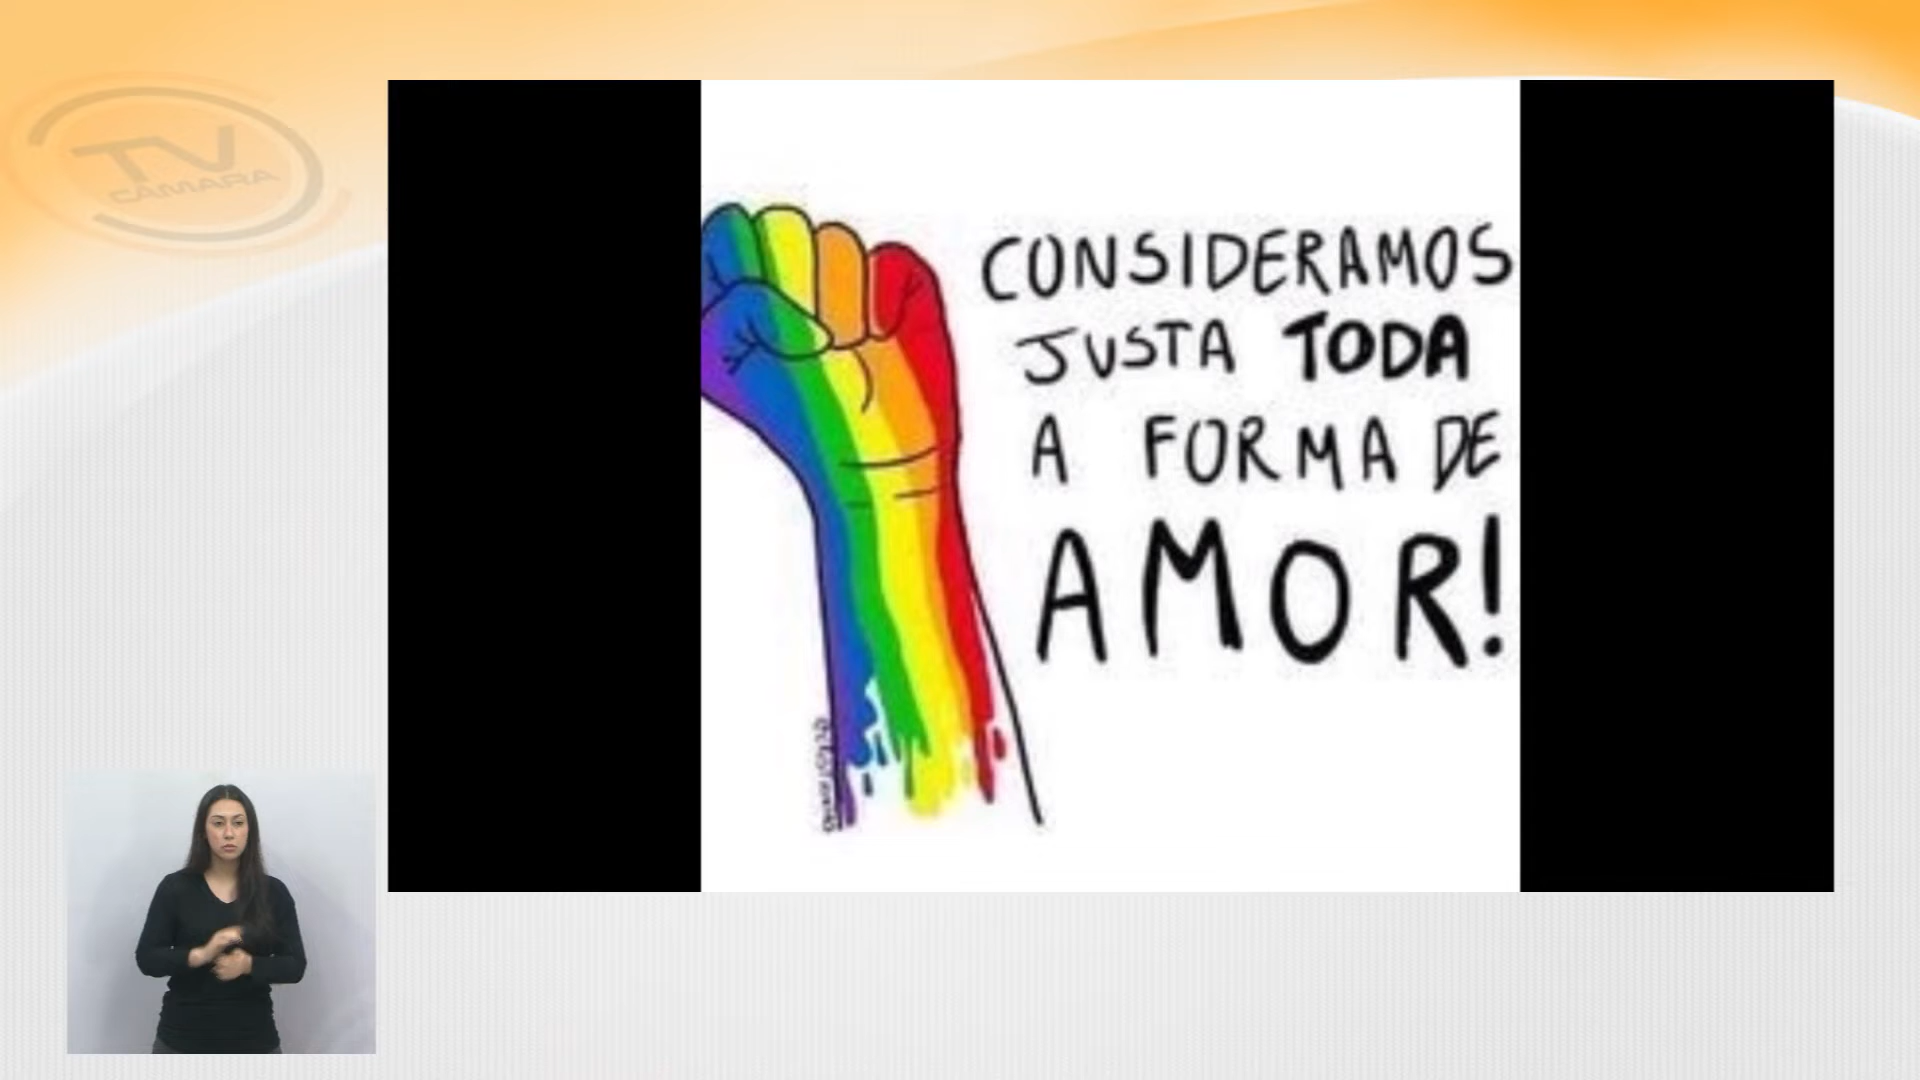 TV
CÂMARA
CONSIDERAMOS
JUSTA TODA
A FORMA DE
AMOR!